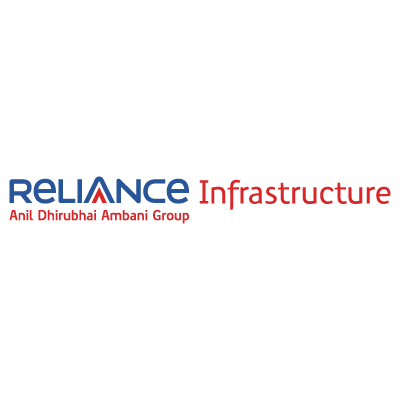 RELIANCE Infrastructure
Anil Dhirubhai Ambani Group